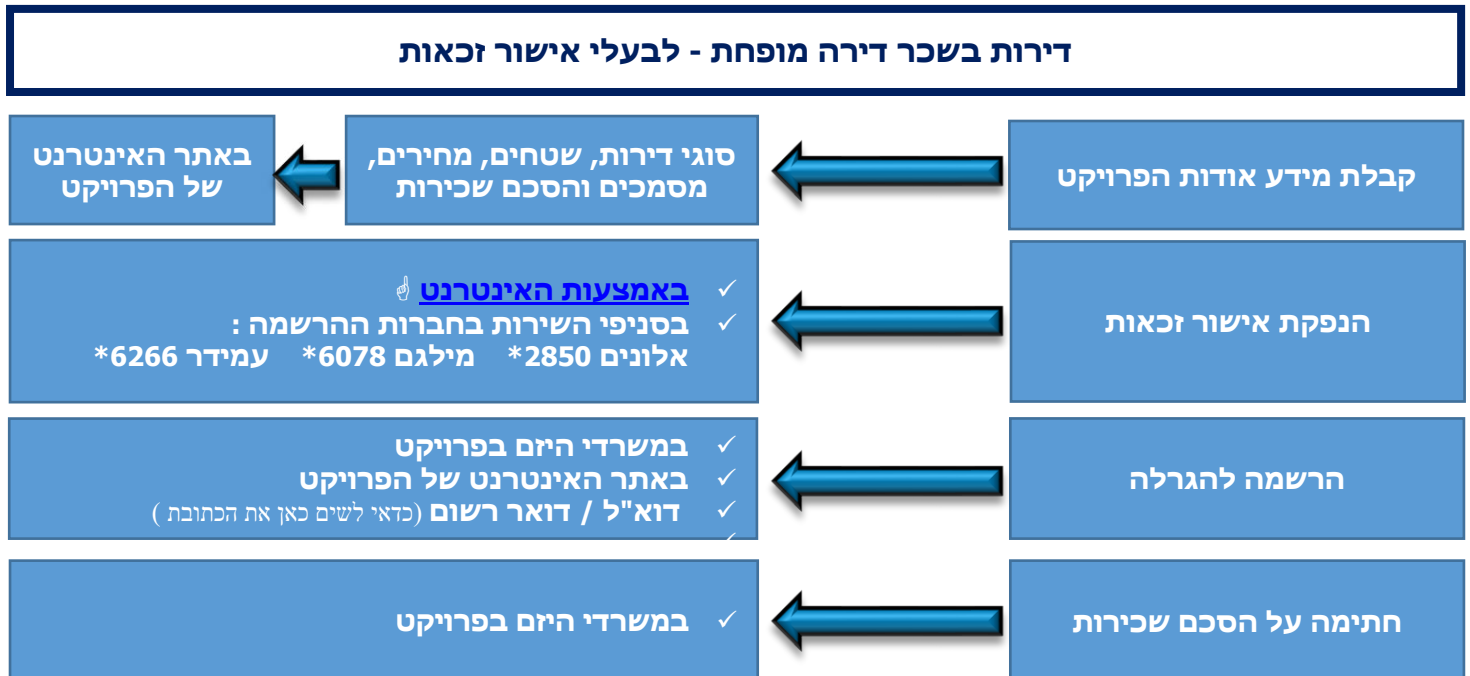 דירות בשכר דירה מופחת - לבעלי אישור זכאות
קבלת מידע אודות הפרויקט
סוגי דירות, שטחים, מחירים,
מסמכים והסכם שכירות
באתר האינטרנט
של הפרויקט
הנפקת אישור זכאות
✓ באמצעות האינטרנט ☝
✓ בסניפי השירות בחברות ההרשמה :
אלונים 2850* מילגם 6078* עמידר 6266*
הרשמה להגרלה
✓ במשרדי היזם בפרויקט
✓ באתר האינטרנט של הפרויקט
✓ דוא"ל / דואר רשום (כדאי לשים כאן את הכתובת )
✓
חתימה על הסכם שכירות
✓ במשרדי היזם בפרויקט